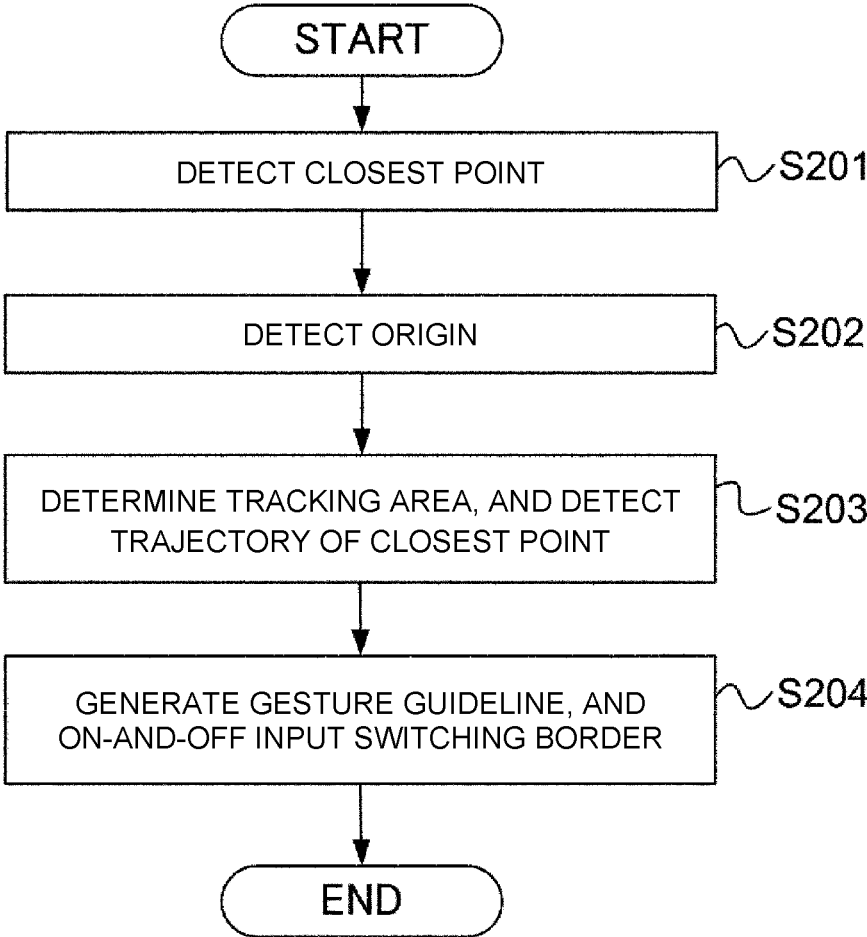 START
DETECT CLOSEST POINT
S201
DETECT ORIGIN
S202
DETERMINE TRACKING AREA, AND DETECT
TRAJECTORY OF CLOSEST POINT
S203
GENERATE GESTURE GUIDELINE, AND
ON-AND-OFF INPUT SWITCHING BORDER
S204
END